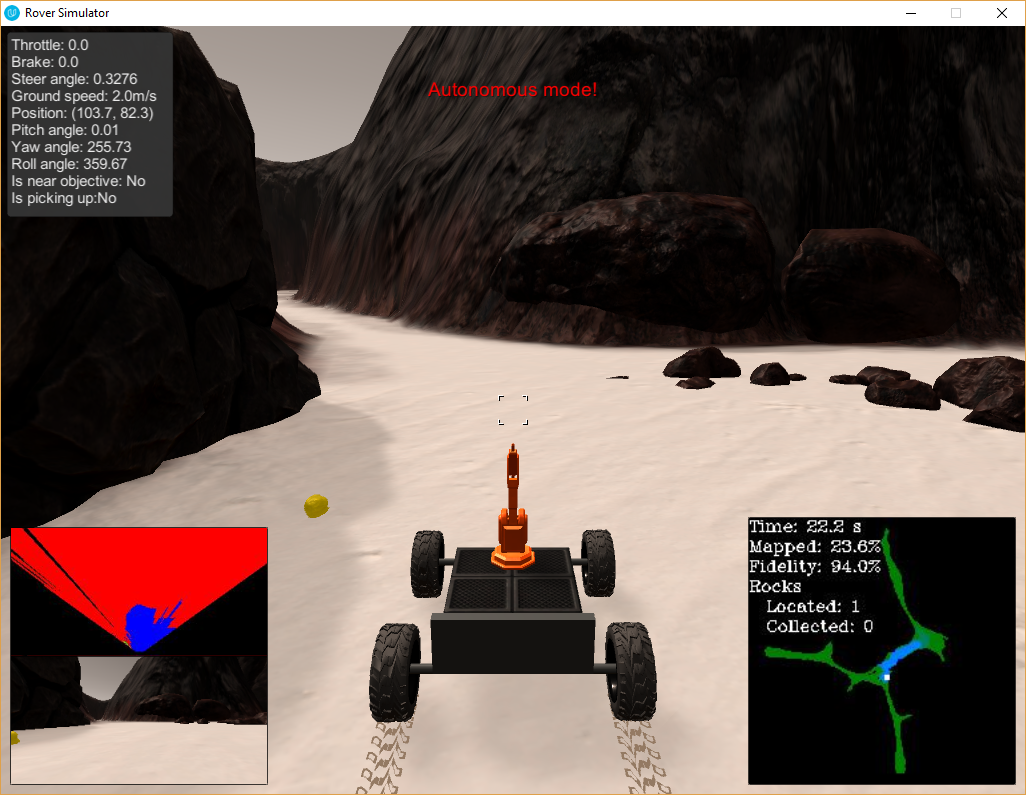 Rover Simulator
Throttle: 0.0
Brake: 0.0
Steer angle: 0.3276
Ground speed: 2.0m/s
Position: (103.7, 82.3)
Pitch angle: 0.01
Yaw angle: 255.73
Roll angle: 359.67
Is near objective: No
Is picking up:No
Autonomous mode!
Time: 22.2 s
Mapped: 23.6%
Fidelity: 94.0%
Rocks
Located: 1
Collected: 0